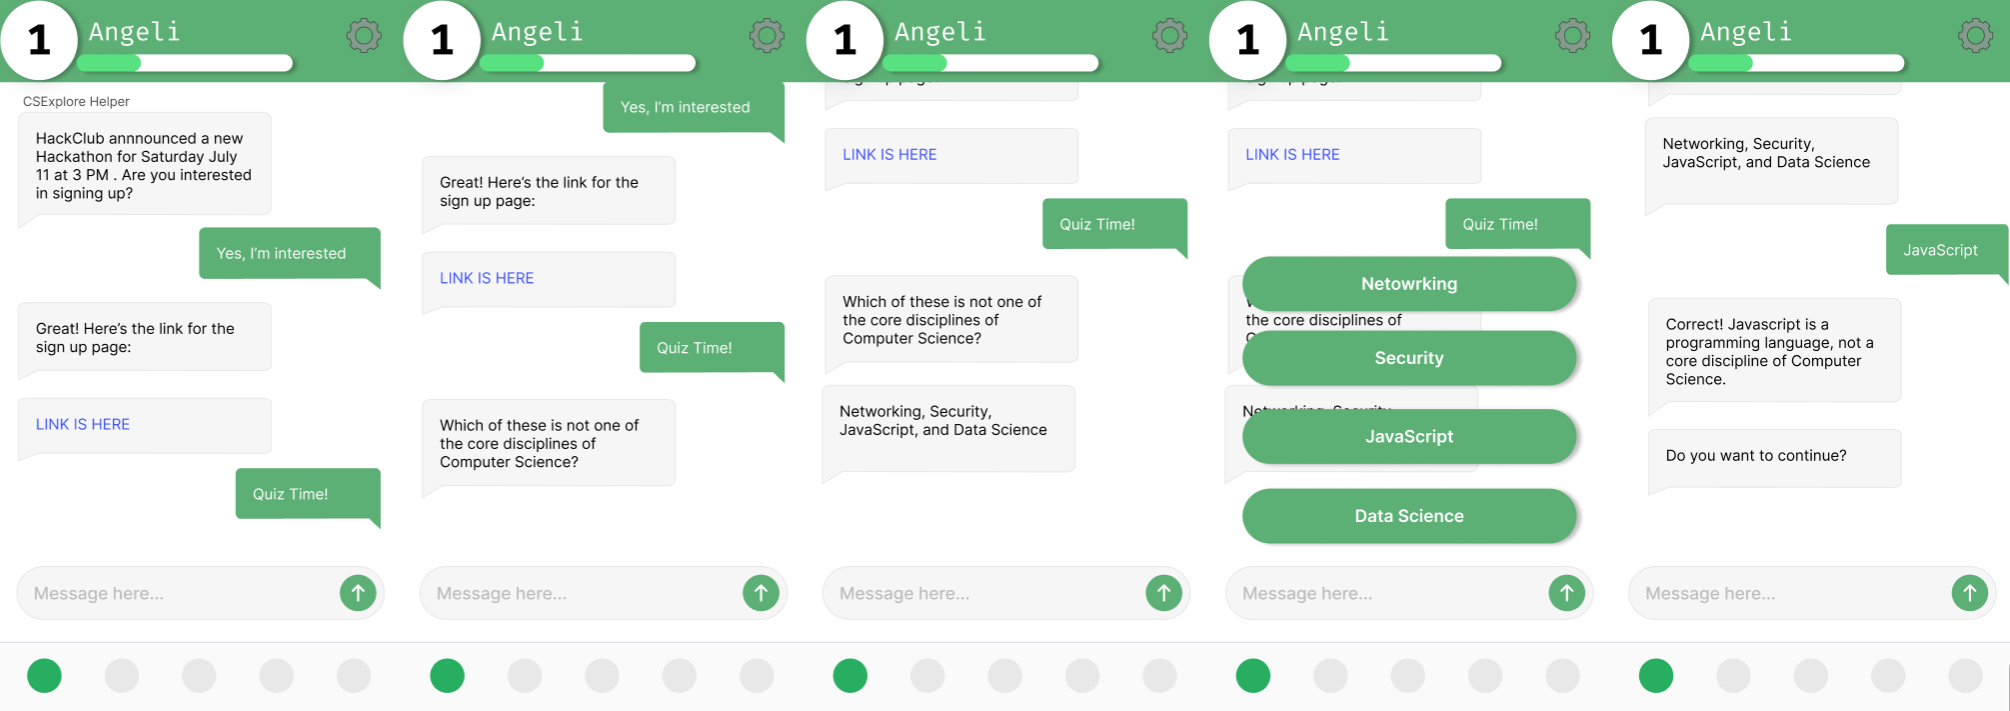 1
Angeli
CSExplore Helper
HackClub annnounced a new
Hackathon for Saturday July
11 at 3 PM . Are you interested
in signing up?
Yes, I'm interested
Great! Here's the link for the
sign up page:
LINK IS HERE
Quiz Time!
Message here...
1
Angeli
Yes, I'm interested
Great! Here's the link for the
sign up page:
LINK IS HERE
Quiz Time!
Which of these is not one of
the core disciplines of
Computer Science?
Message here...
1
Angeli
LINK IS HERE
Quiz Time!
Which of these is not one of
the core disciplines of
Computer Science?
Networking, Security,
JavaScript, and Data Science
Message here...
1
Angeli
LINK IS HERE
Quiz Time!
Netowrking
the core disciplines of
Security
Networking, Security,
JavaScript
Data Science
Message here...
1
Angeli
Networking, Security,
JavaScript, and Data Science
JavaScript
Correct! Javascript is a
programming language, not a
core discipline of Computer
Science.
Do you want to continue?
Message here...